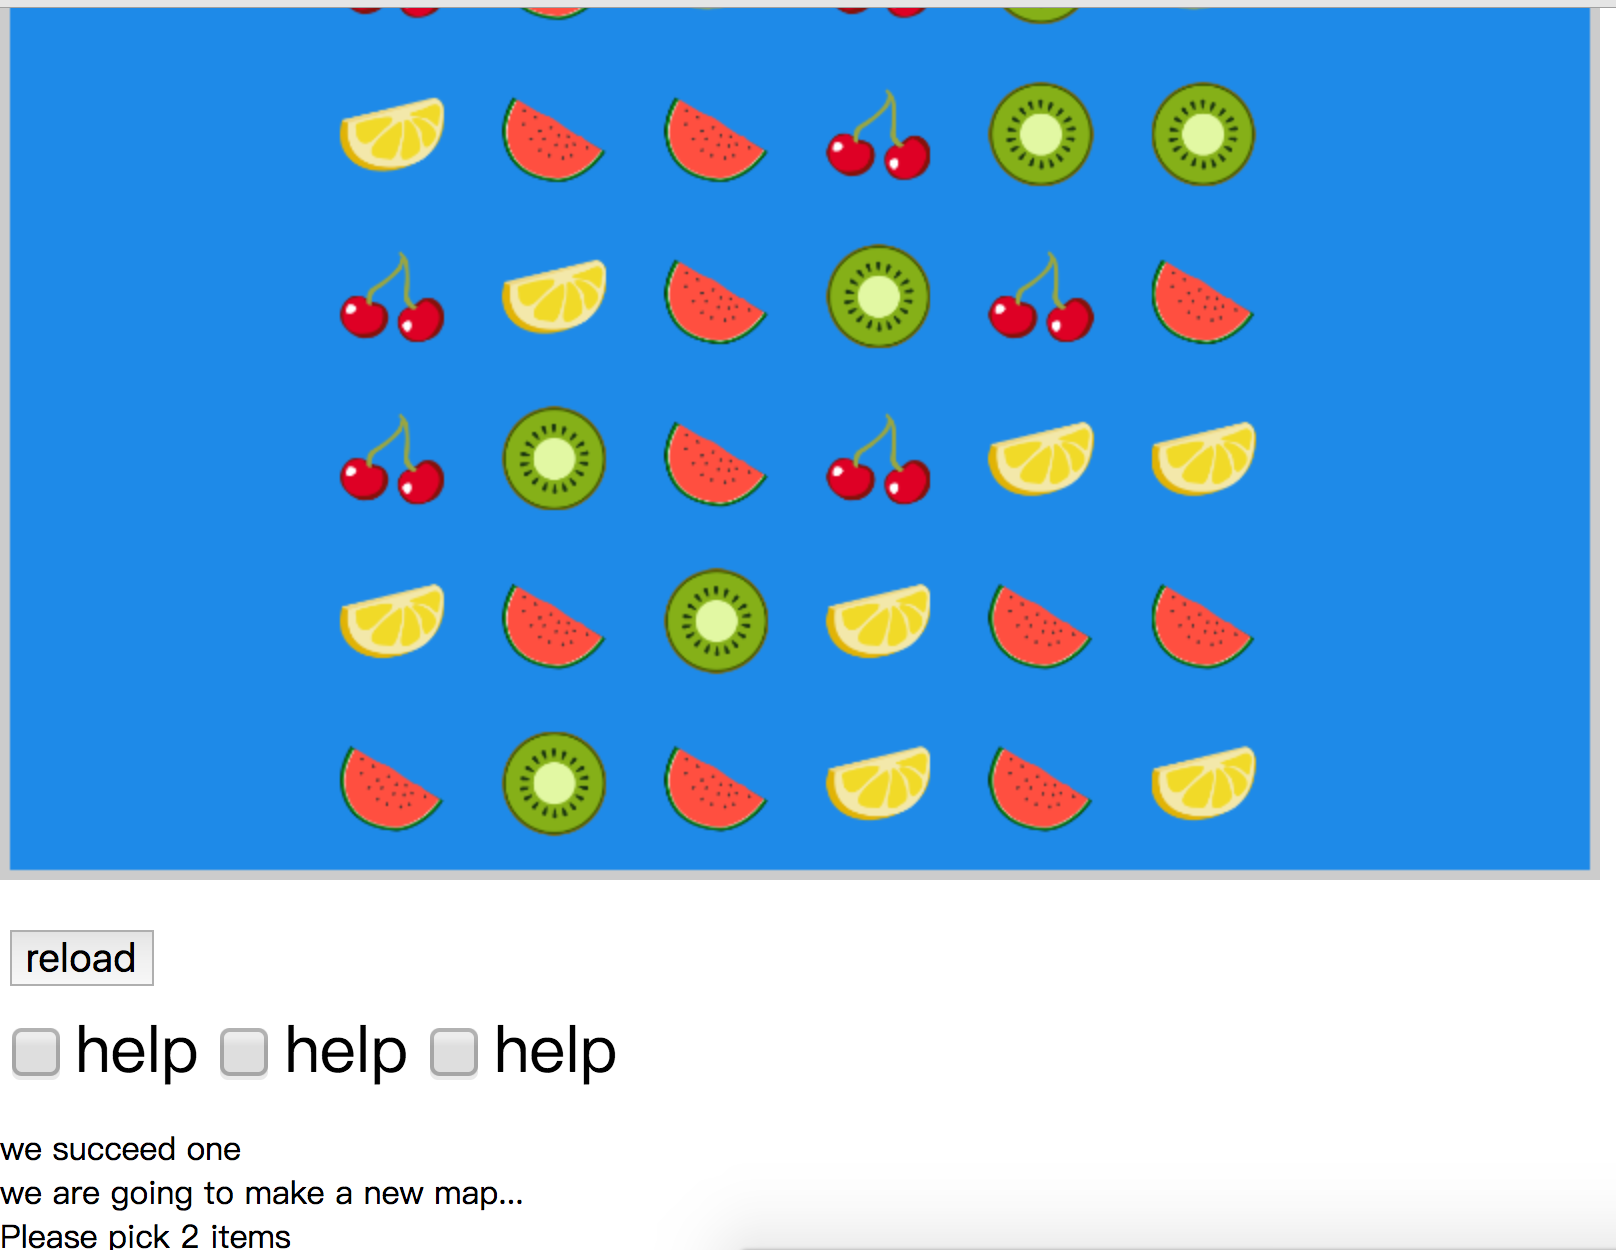 reload
help help help
we succeed one
we are going to make a new map...
Please pick 2 items